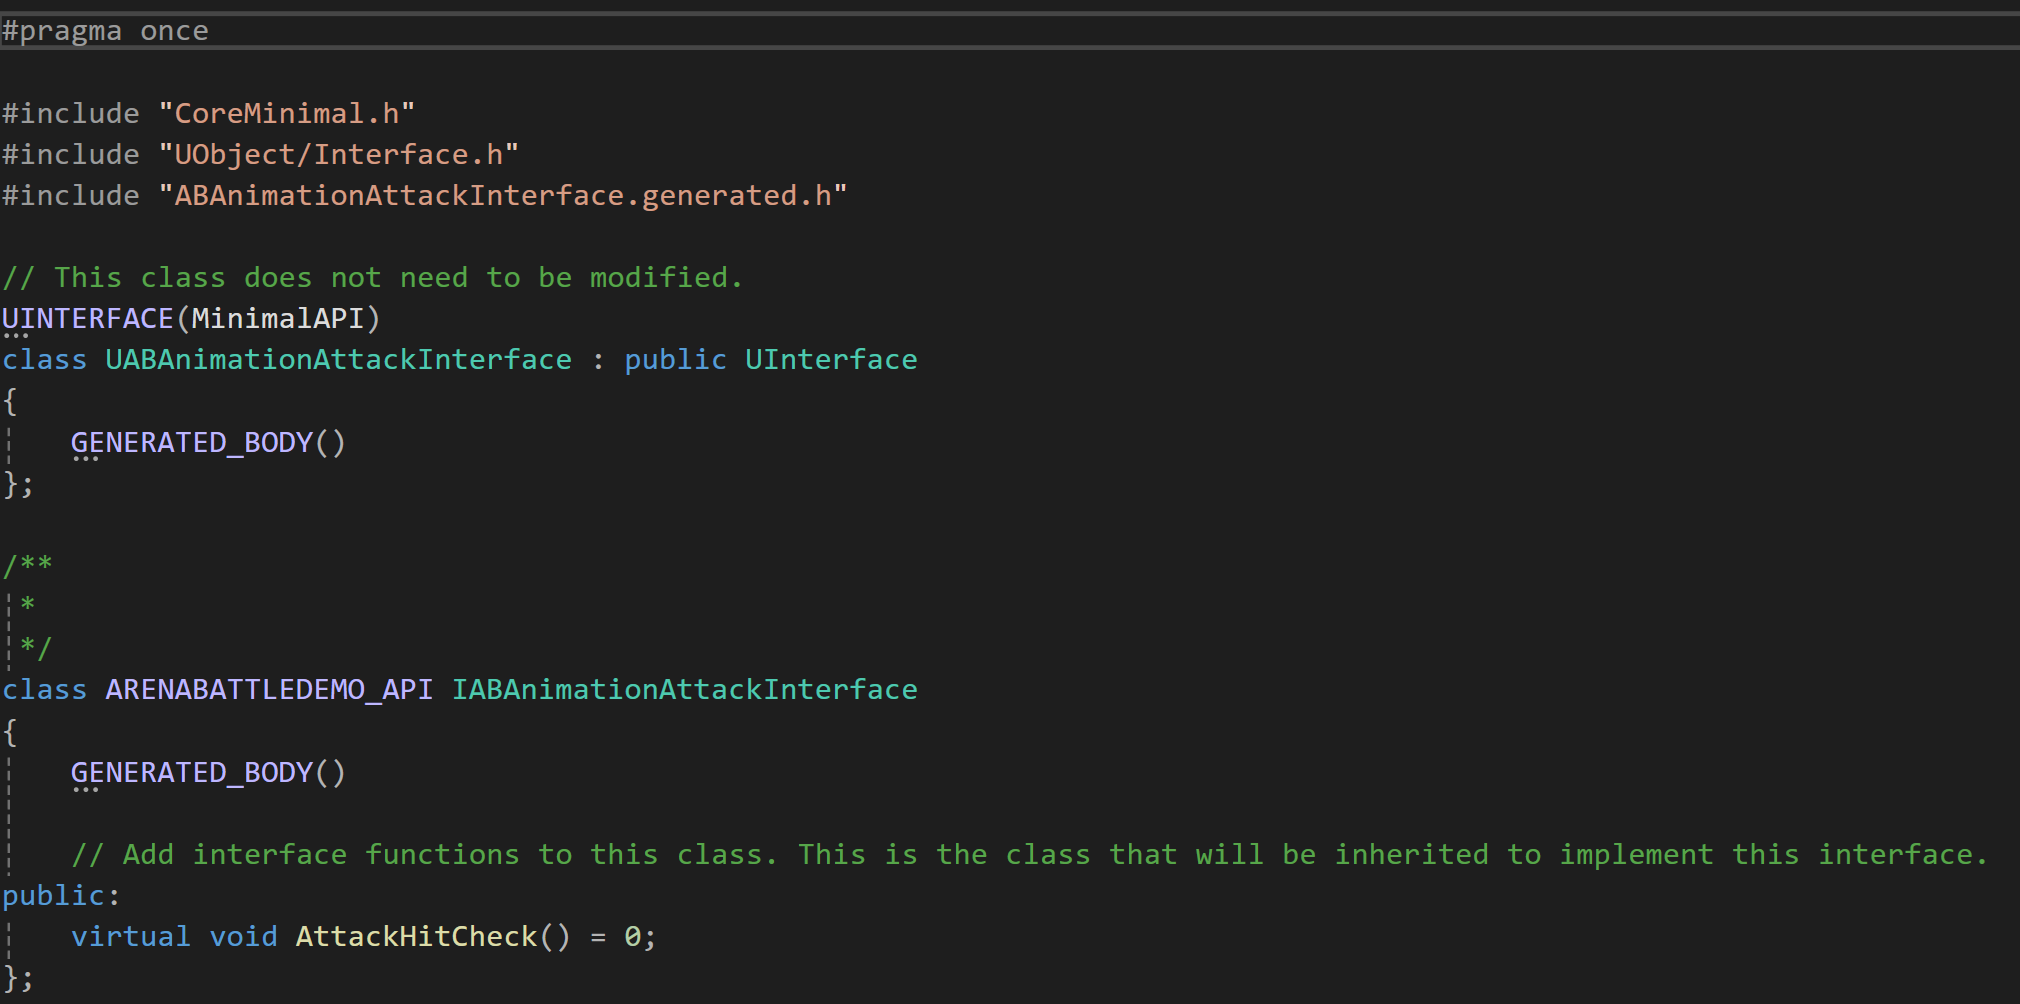 #pragma once
#include "CoreMinimal.h"
#include "UObject/Interface.h"
#include "ABAnimationAttackInterface.generated.h"
// This class does not need to be modified.
UINTERFACE(MinimalAPI)
class UABAnimationAttackInterface : public UInterface
{
    GENERATED_BODY()
};
/**
 *
 */
class ARENABATTLEDEMO_API IABAnimationAttackInterface
{
    GENERATED_BODY()
    // Add interface functions to this class. This is the class that will be inherited to implement this interface.
public:
    virtual void AttackHitCheck() = 0;
};